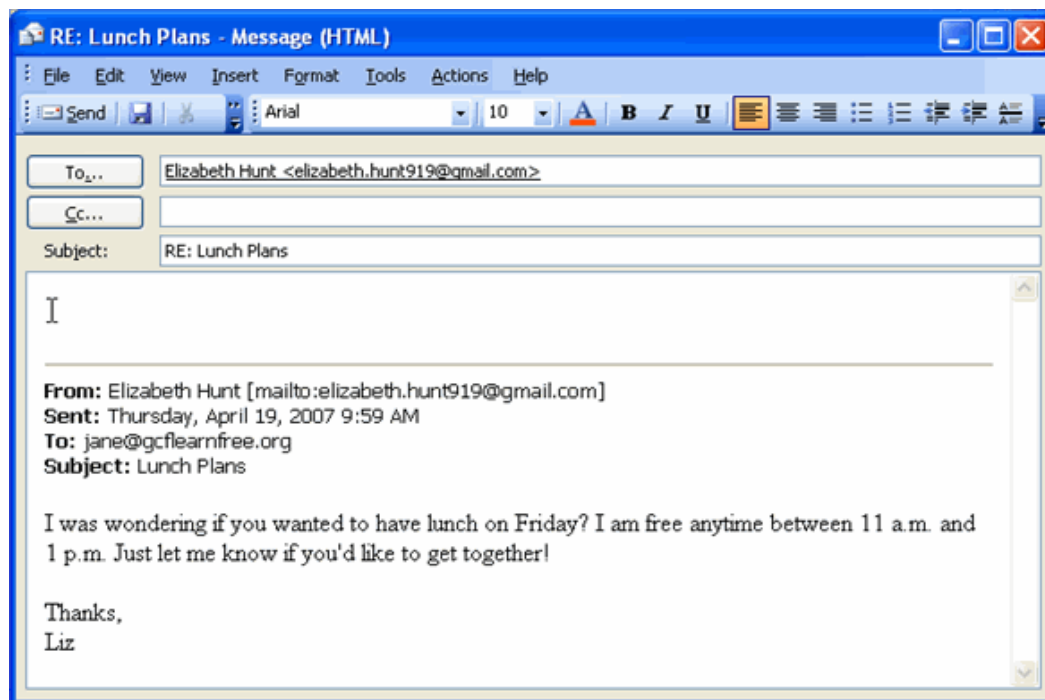 RE: Lunch Plans - Message (HTML)
File Edit View Insert Format Tools Actions Help
Send Arial 10 A B I U
To... Elizabeth Hunt <elizabeth.hunt919@gmail.com>
Cc...
Subject: RE: Lunch Plans
From: Elizabeth Hunt [mailto:elizabeth.hunt919@gmail.com]
Sent: Thursday, April 19, 2007 9:59 AM
To: jane@gcflearnfree.org
Subject: Lunch Plans
I was wondering if you wanted to have lunch on Friday? I am free anytime between 11 a.m. and
1 p.m. Just let me know if you'd like to get together!
Thanks,
Liz